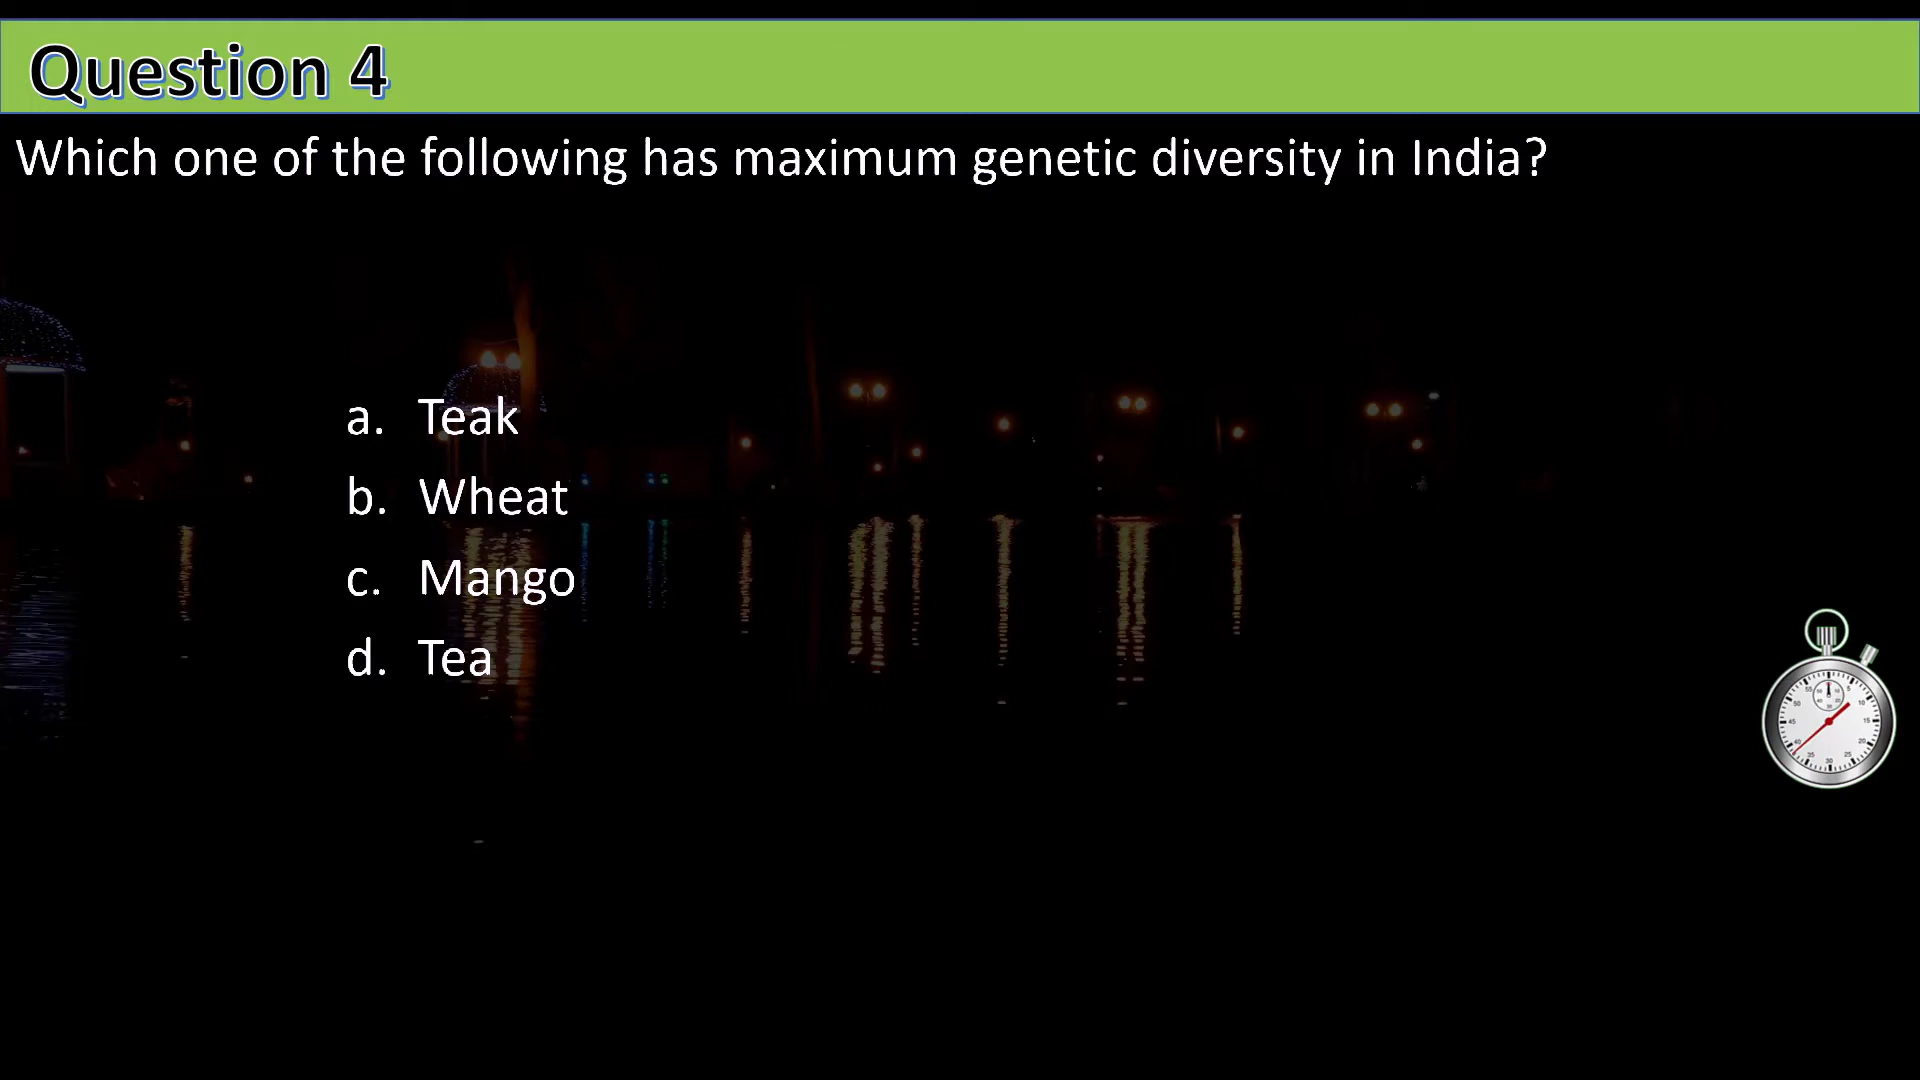 Question 4
Which one of the following has maximum genetic diversity in India?
a. Teak
b. Wheat
c. Mango
d. Tea